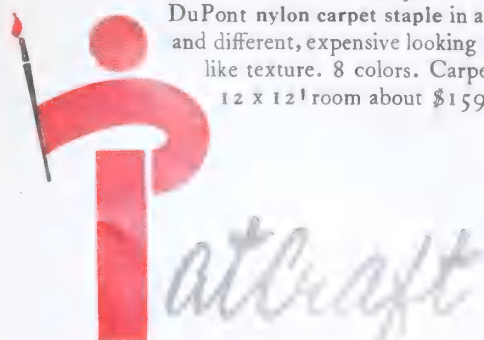 DuPont nylon carpet staple in a
and different, expensive looking
like texture. 8 colors. Carpe
12 x 12' room about $159
Patcraft